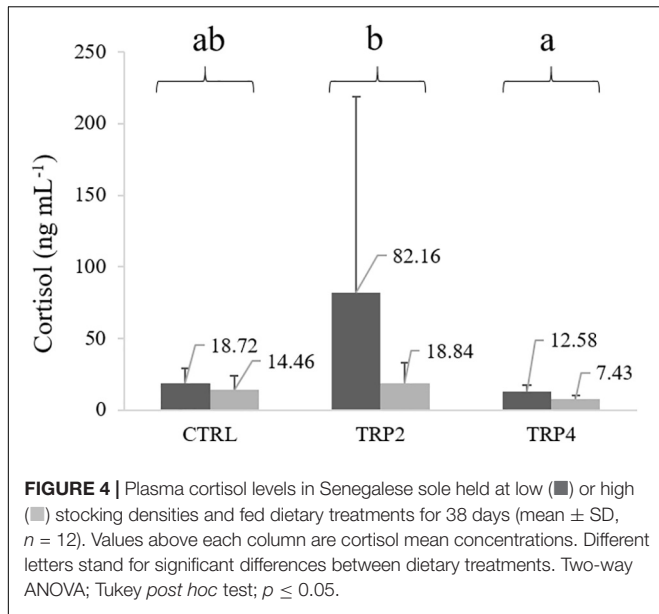 ab b a
250
200
150
100
50
0
Cortisol (ng mL-1)
82.16
18.72
14.46
18.84
12.58
7.43
CTRL TRP2 TRP4
FIGURE 4 | Plasma cortisol levels in Senegalese sole held at low (■) or high
(■) stocking densities and fed dietary treatments for 38 days (mean ± SD,
n = 12). Values above each column are cortisol mean concentrations. Different
letters stand for significant differences between dietary treatments. Two-way
ANOVA; Tukey post hoc test; p ≤ 0.05.